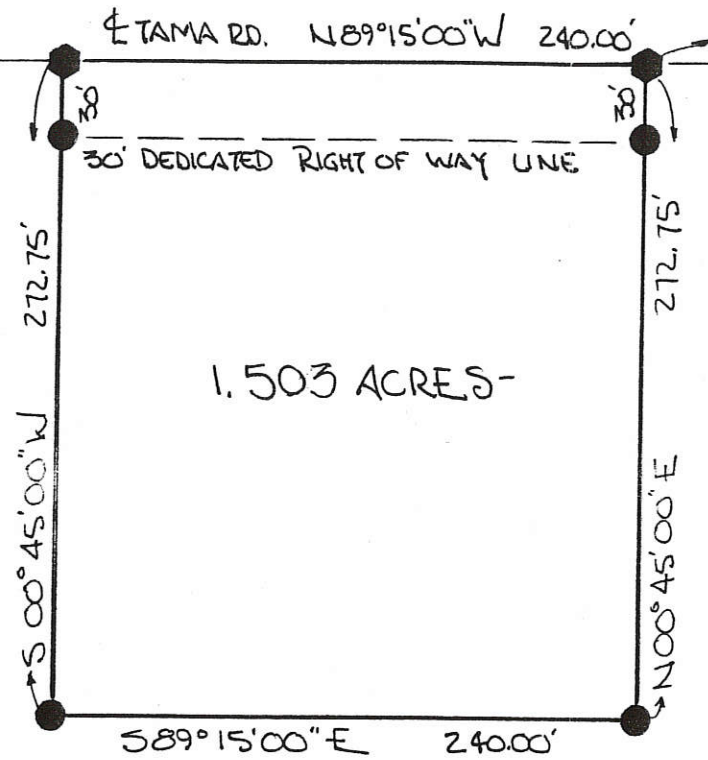 ℄ TAMA RD. N89°15'00"W 240.00'
30'
30'
30' DEDICATED RIGHT OF WAY LINE
272.75'
272.75'
1.503 ACRES-
S 00°45'00"W
N00°45'00"E
S89°15'00"E 240.00'